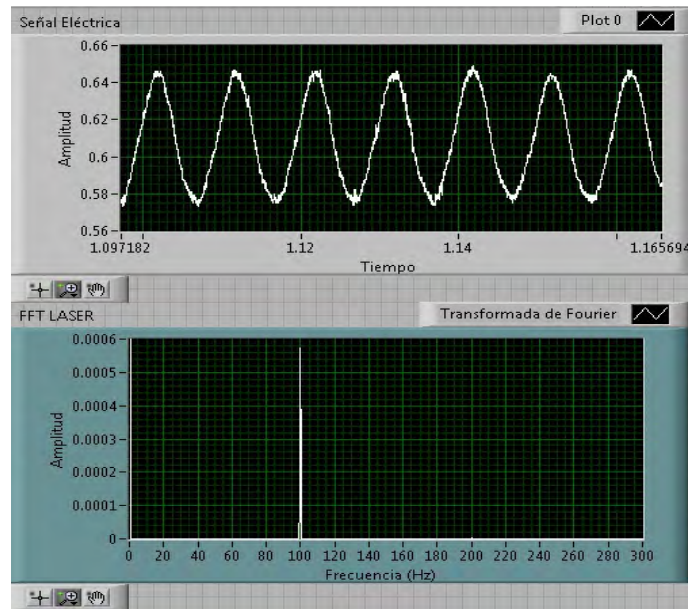 Señal Eléctrica
Plot 0
0.66
0.64
0.62
0.6
0.58
0.56
Amplitud
1.097182 1.12 1.14 1.165694
Tiempo
FFT LASER
Transformada de Fourier
0.0006
0.0005
0.0004
0.0003
0.0002
0.0001
0
Amplitud
0 20 40 60 80 100 120 140 160 180 200 220 240 260 280 300
Frecuencia (Hz)